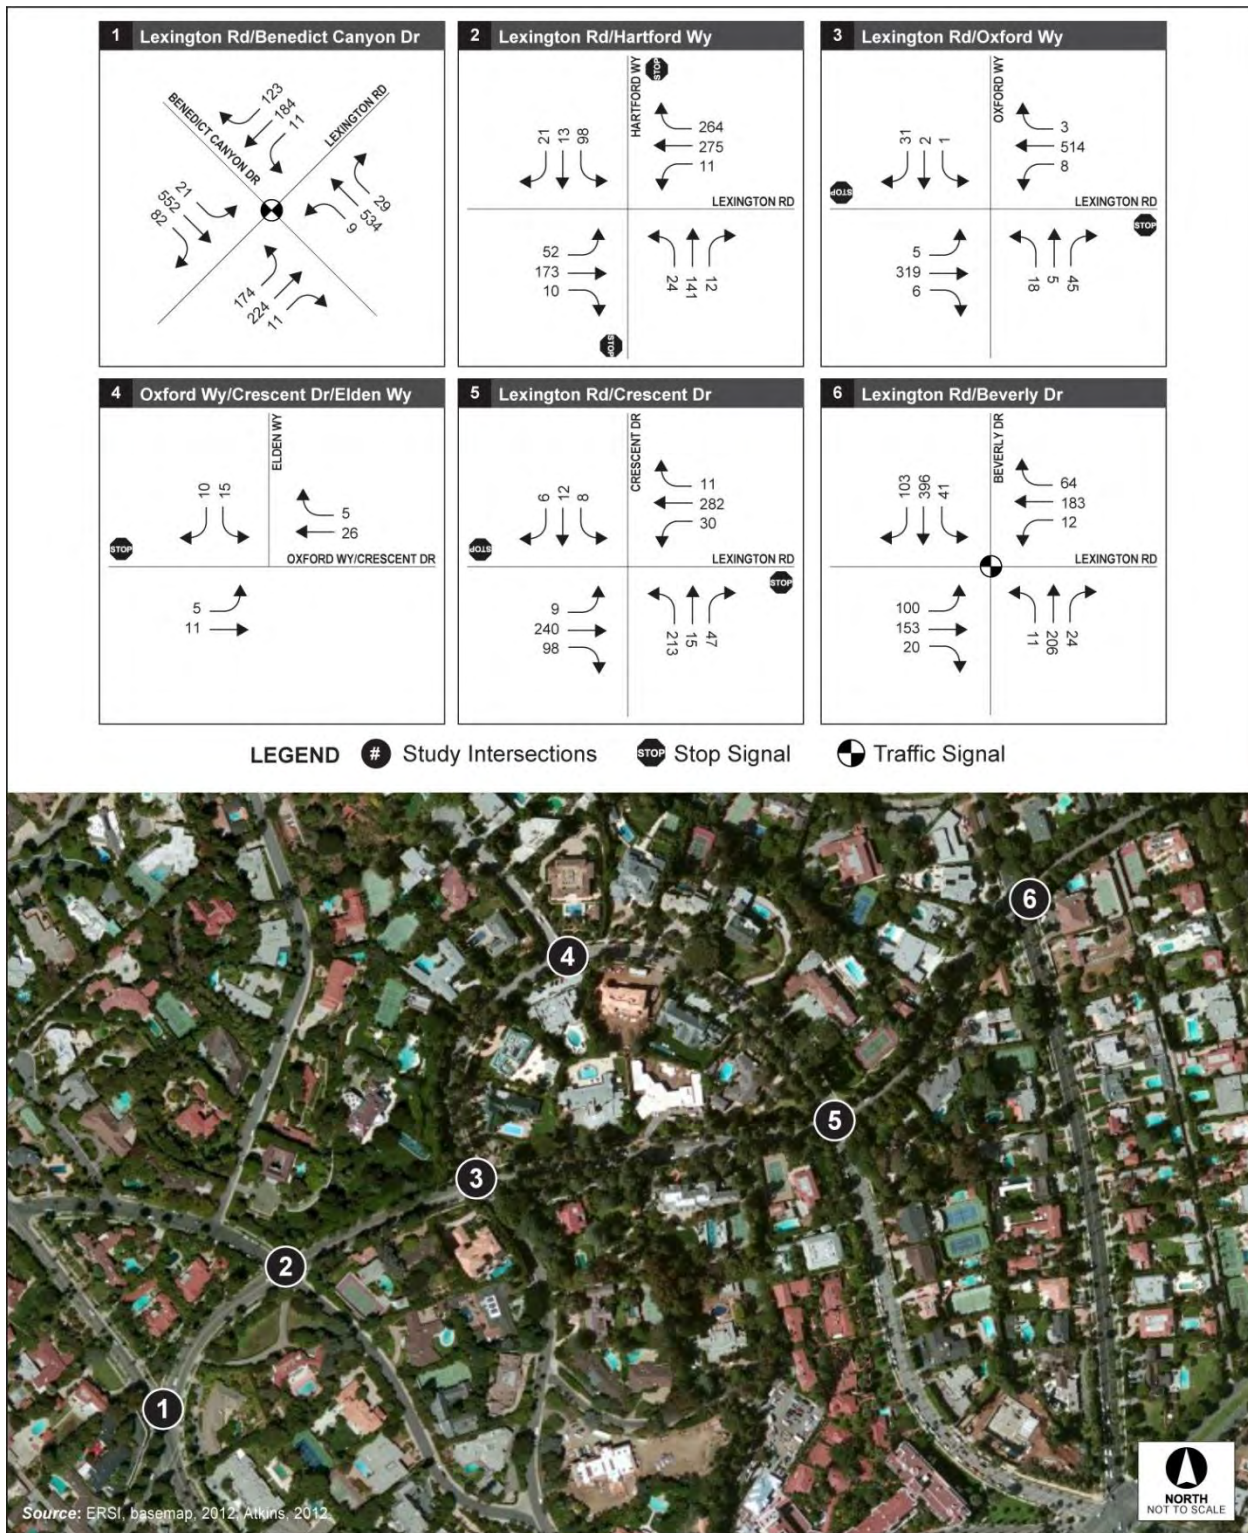 1 Lexington Rd/Benedict Canyon Dr
BENEDICT CANYON DR
LEXINGTON RD
123
184
11
21
552
82
29
534
9
174
224
11
2 Lexington Rd/Hartford Wy
HARTFORD WY
STOP
21
13
98
264
275
11
LEXINGTON RD
52
173
10
24
141
12
STOP
3 Lexington Rd/Oxford Wy
OXFORD WY
31
2
1
3
514
8
STOP
LEXINGTON RD
STOP
5
319
6
18
5
45
4 Oxford Wy/Crescent Dr/Elden Wy
ELDEN WY
10
15
5
26
STOP
OXFORD WY/CRESCENT DR
5
11
5 Lexington Rd/Crescent Dr
CRESCENT DR
6
12
8
11
282
30
STOP
LEXINGTON RD
STOP
9
240
98
213
15
47
6 Lexington Rd/Beverly Dr
BEVERLY DR
103
396
41
64
183
12
LEXINGTON RD
100
153
20
11
206
24
LEGEND # Study Intersections STOP Stop Signal Traffic Signal
6
4
5
3
2
1
NORTH
NOT TO SCALE
Source: ERSI, basemap, 2012; Atkins, 2012.